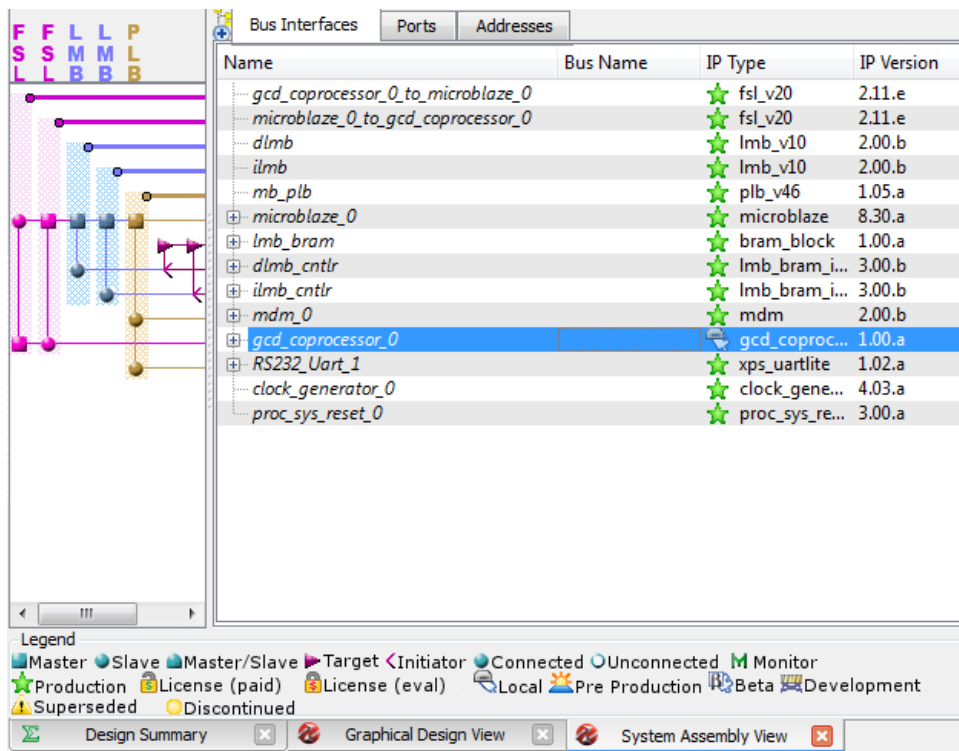 F F L L P
S S M M L
L L B B B
Bus Interfaces Ports Addresses
Name Bus Name IP Type IP Version
gcd_coprocessor_0_to_microblaze_0 fsl_v20 2.11.e
microblaze_0_to_gcd_coprocessor_0 fsl_v20 2.11.e
dlmb lmb_v10 2.00.b
ilmb lmb_v10 2.00.b
mb_plb plb_v46 1.05.a
microblaze_0 microblaze 8.30.a
lmb_bram bram_block 1.00.a
dlmb_cntlr lmb_bram_i... 3.00.b
ilmb_cntlr lmb_bram_i... 3.00.b
mdm_0 mdm 2.00.b
gcd_coprocessor_0 gcd_coproc... 1.00.a
RS232_Uart_1 xps_uartlite 1.02.a
clock_generator_0 clock_gene... 4.03.a
proc_sys_reset_0 proc_sys_re... 3.00.a
Legend
Master Slave Master/Slave Target Initiator Connected Unconnected M Monitor
Production License (paid) License (eval) Local Pre Production Beta Development
Superseded Discontinued
Design Summary Graphical Design View System Assembly View